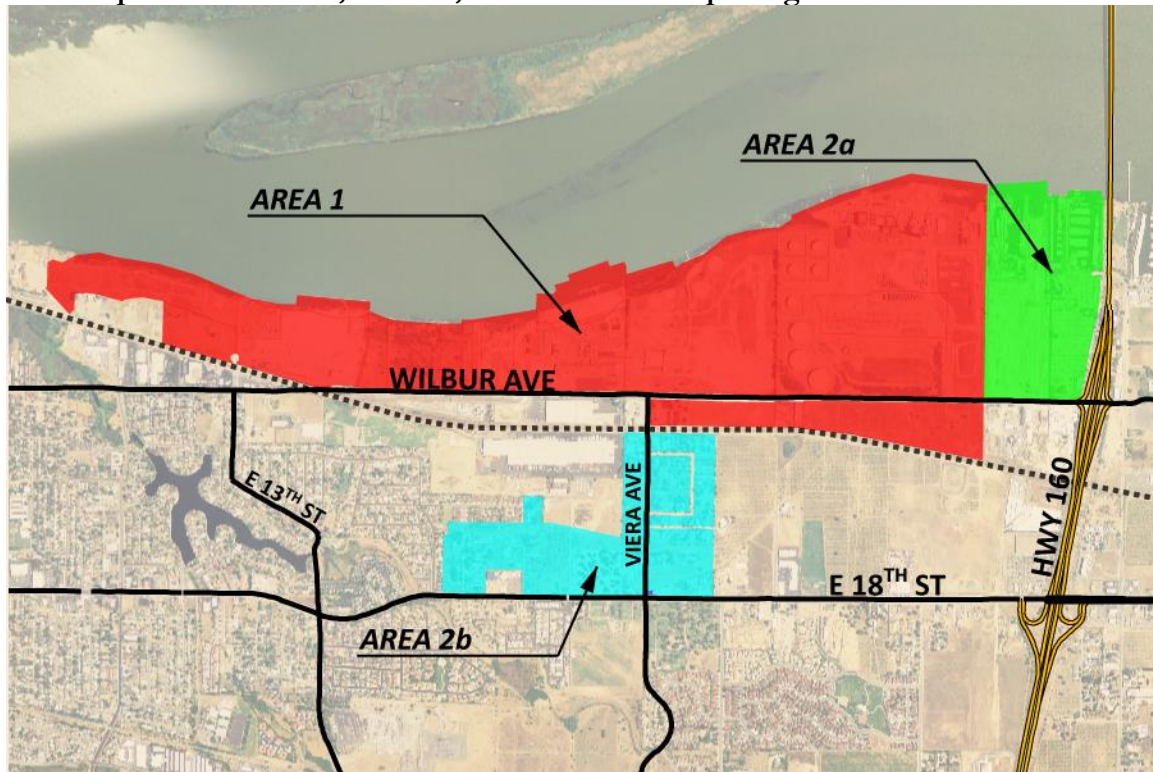 AREA 2a
AREA 1
WILBUR AVE
E 13TH ST
VIERA AVE
HWY 160
E 18TH ST
AREA 2b